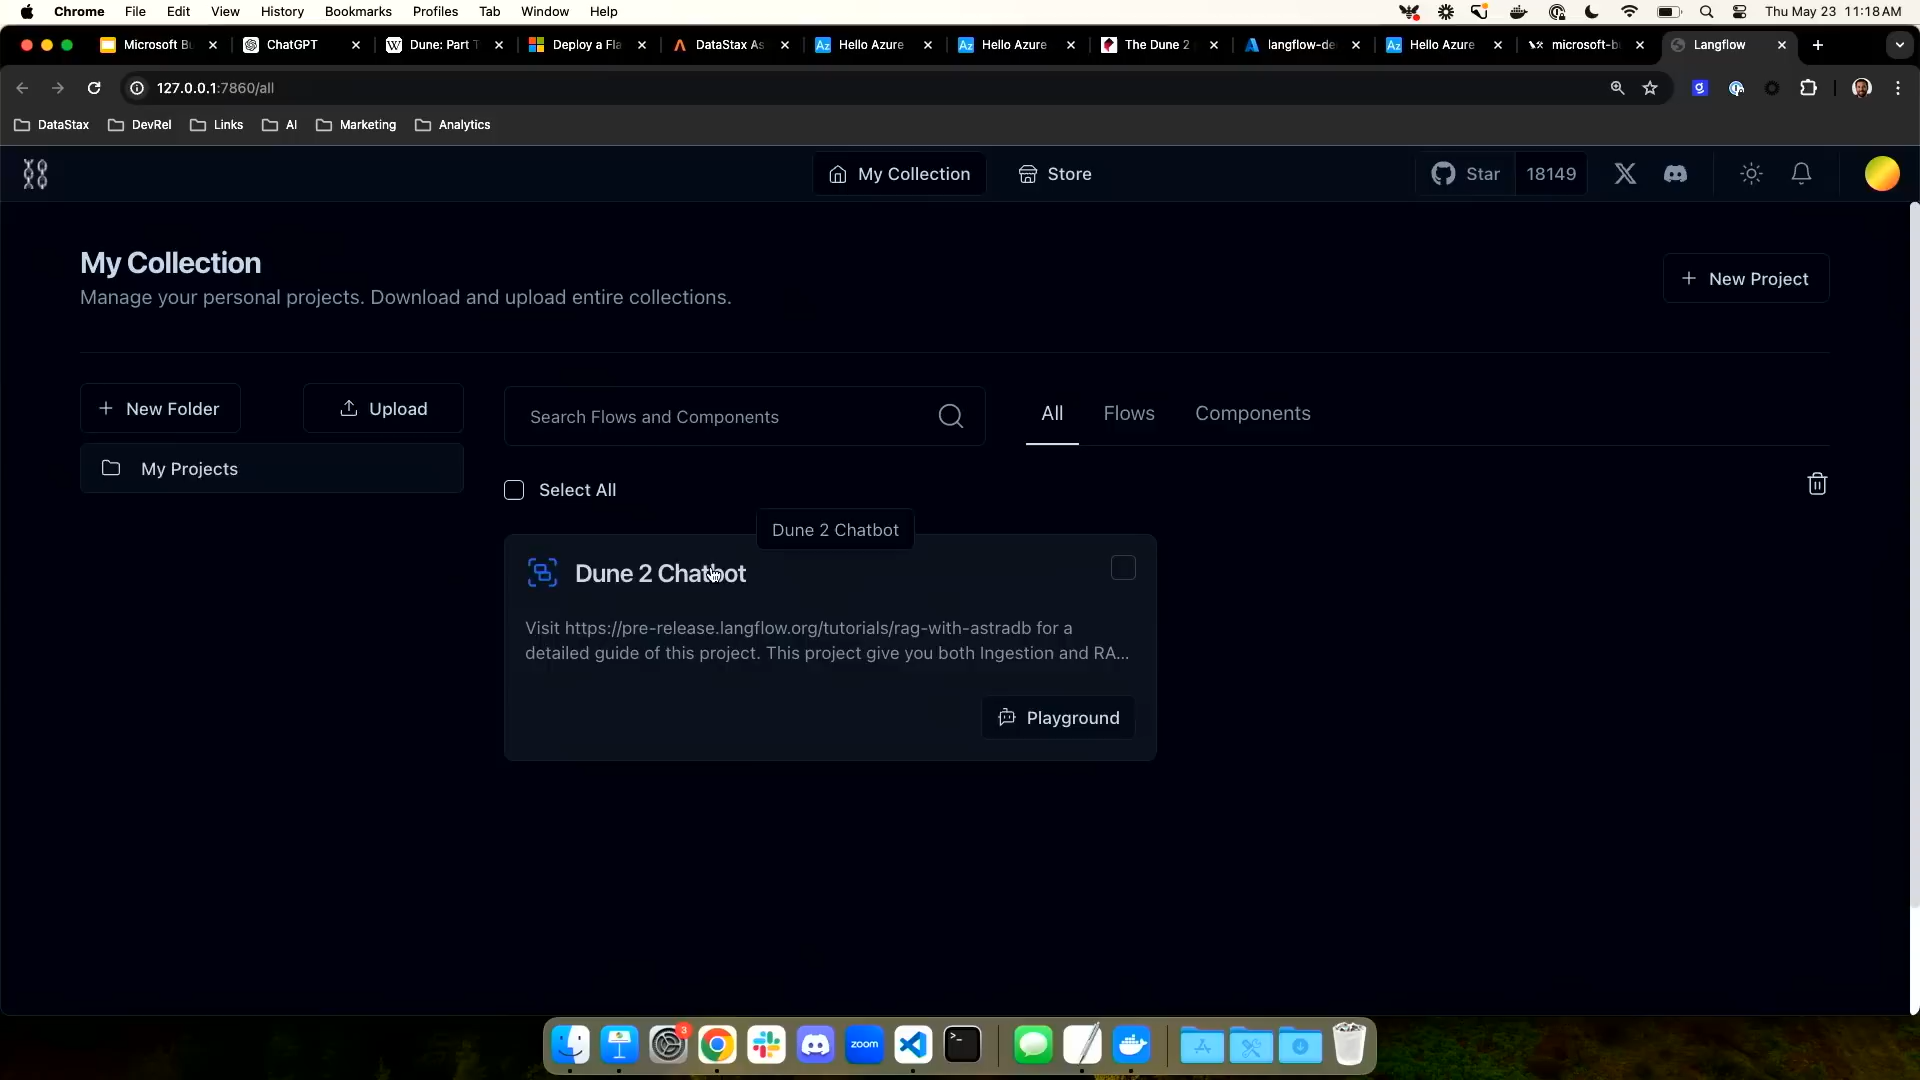 Chrome File Edit View History Bookmarks Profiles Tab Window Help Thu May 23 11:18 AM
Microsoft Bu ChatGPT Dune: Part T Deploy a Fla DataStax As Hello Azure Hello Azure The Dune 2 langflow-de Hello Azure microsoft-b Langflow
127.0.0.1:7860/all
DataStax DevRel Links AI Marketing Analytics
My Collection Store Star 18149
My Collection
Manage your personal projects. Download and upload entire collections.
New Project
New Folder Upload
Search Flows and Components
All Flows Components
My Projects
Select All
Dune 2 Chatbot
Dune 2 Chatbot
Visit https://pre-release.langflow.org/tutorials/rag-with-astradb for a
detailed guide of this project. This project give you both Ingestion and RA...
Playground
3
zoom